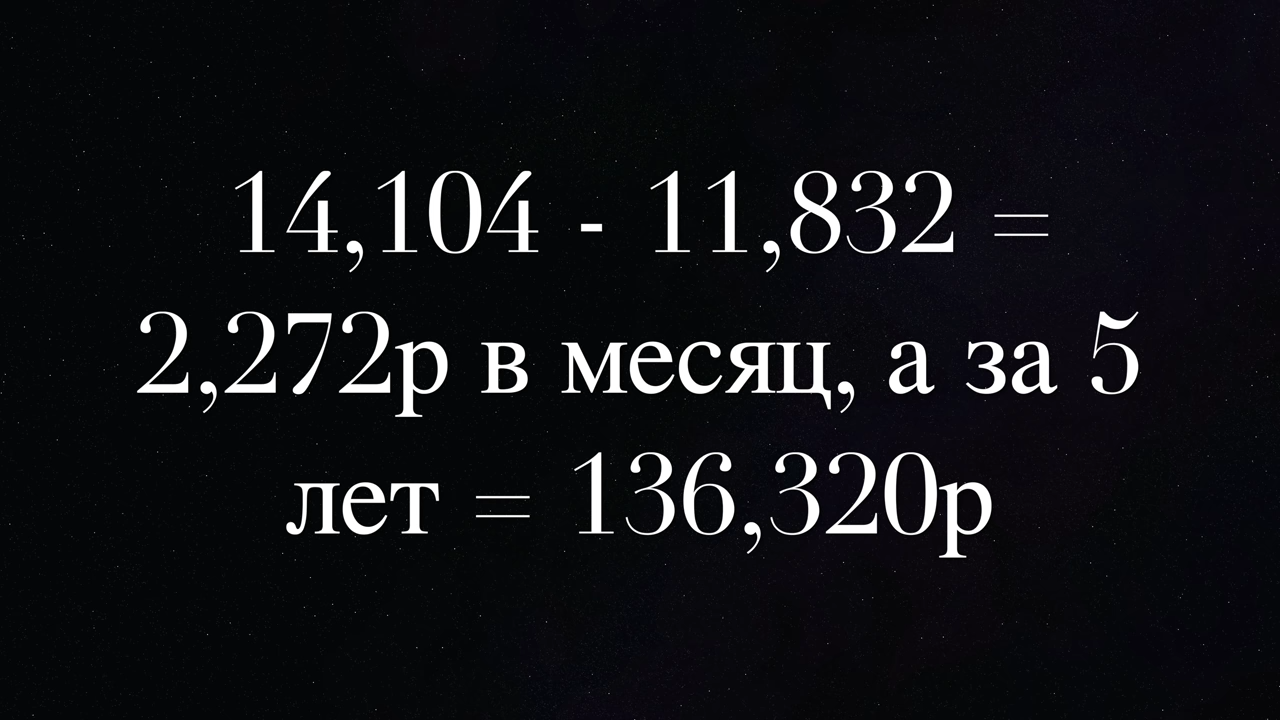 14,104 - 11,832 =
2,272р в месяц, а за 5
лет = 136,320р